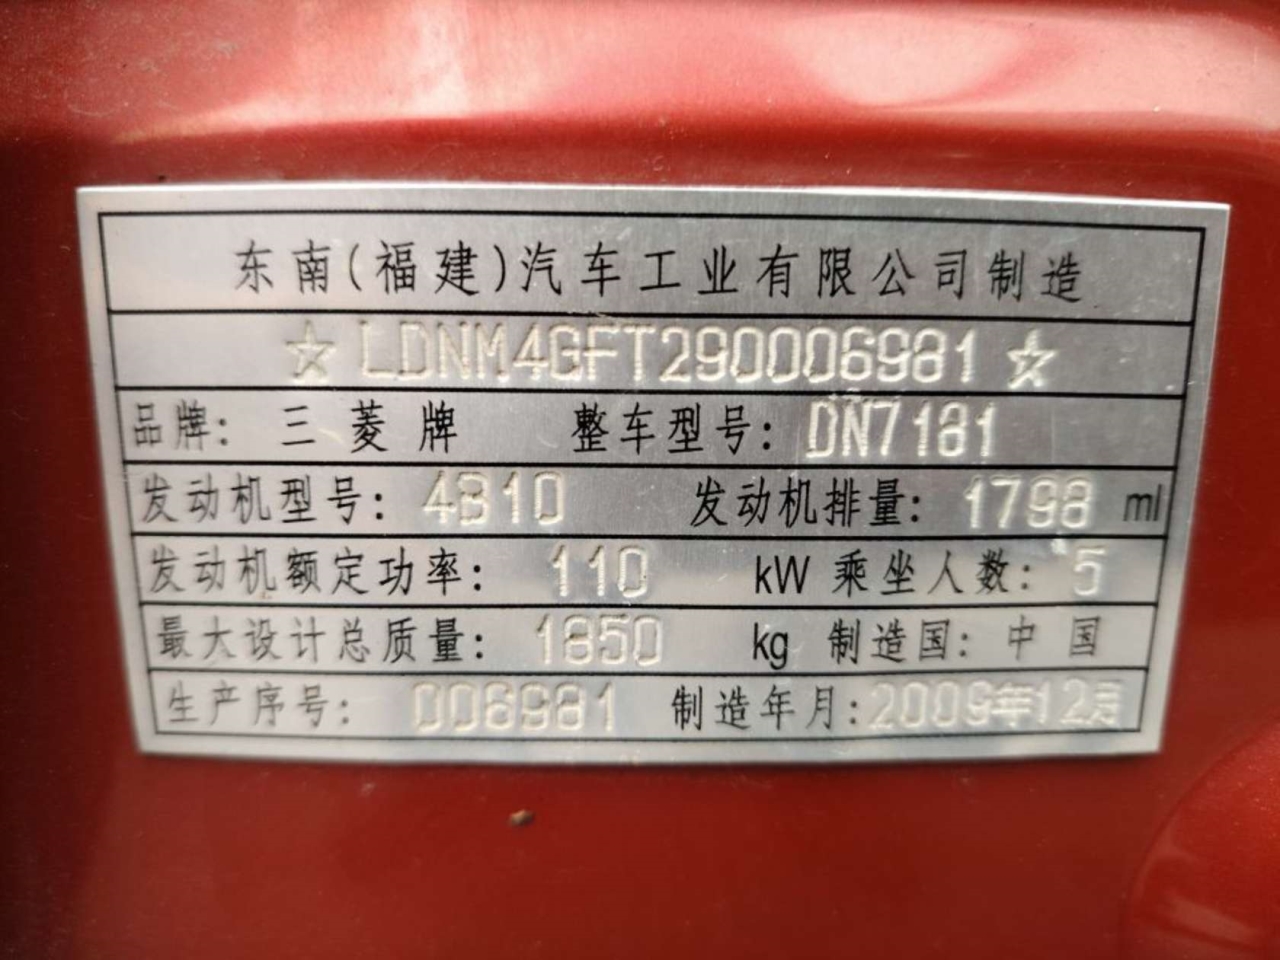 东南(福建)汽车工业有限公司制造
☆LDNM4GFT290006981☆
品牌: 三菱牌 整车型号: DN7181
发动机型号: 4B10 发动机排量: 1798 ml
发动机额定功率: 110 kW 乘坐人数: 5
最大设计总质量: 1850 kg 制造国: 中国
生产序号: 006981 制造年月: 2009年12月